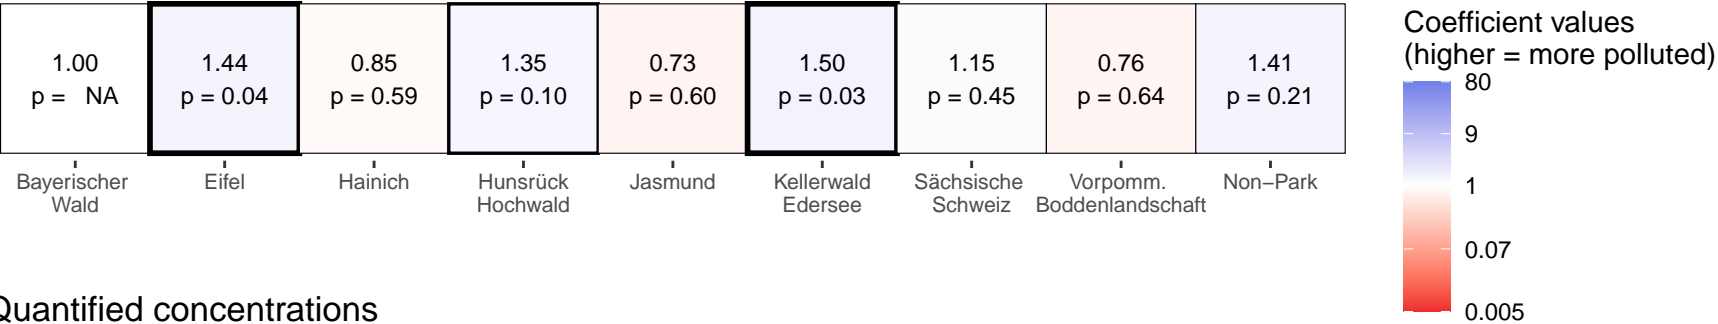 Coefficient values
(higher = more polluted)
1.00 1.44 0.85 1.35 0.73 1.50 1.15 0.76 1.41
p = NA p = 0.04 p = 0.59 p = 0.10 p = 0.60 p = 0.03 p = 0.45 p = 0.64 p = 0.21
80
9
1
0.07
0.005
Bayerischer
Wald
Eifel
Hainich
Hunsrück
Hochwald
Jasmund
Kellerwald
Edersee
Sächsische
Schweiz
Vorpomm.
Boddenlandschaft
Non−Park
Quantified concentrations